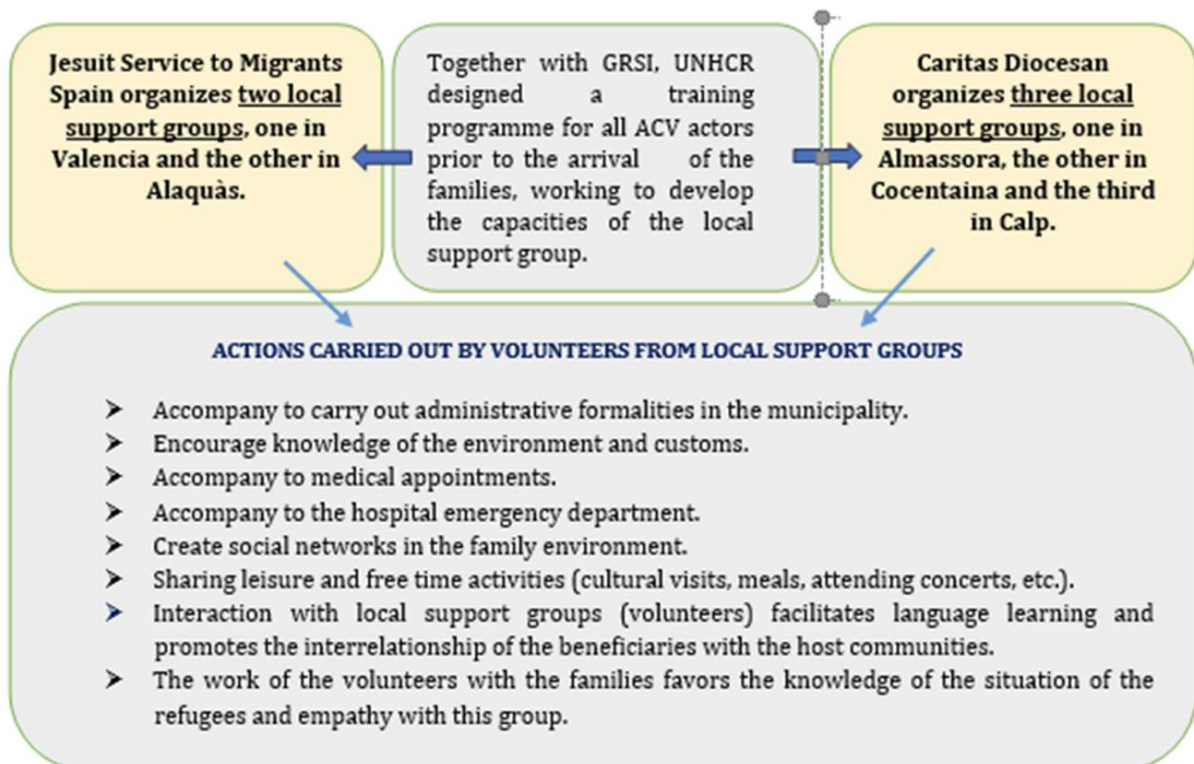 Jesuit Service to Migrants
Spain organizes two local
support groups, one in
Valencia and the other in
Alaquàs.
Together with GRSI, UNHCR
designed a training
programme for all ACV actors
prior to the arrival of the
families, working to develop
the capacities of the local
support group.
Caritas Diocesan
organizes three local
support groups, one in
Almassora, the other in
Cocentaina and the third
in Calp.
ACTIONS CARRIED OUT BY VOLUNTEERS FROM LOCAL SUPPORT GROUPS
➤ Accompany to carry out administrative formalities in the municipality.
➤ Encourage knowledge of the environment and customs.
➤ Accompany to medical appointments.
➤ Accompany to the hospital emergency department.
➤ Create social networks in the family environment.
➤ Sharing leisure and free time activities (cultural visits, meals, attending concerts, etc.).
➤ Interaction with local support groups (volunteers) facilitates language learning and
promotes the interrelationship of the beneficiaries with the host communities.
➤ The work of the volunteers with the families favors the knowledge of the situation of the
refugees and empathy with this group.